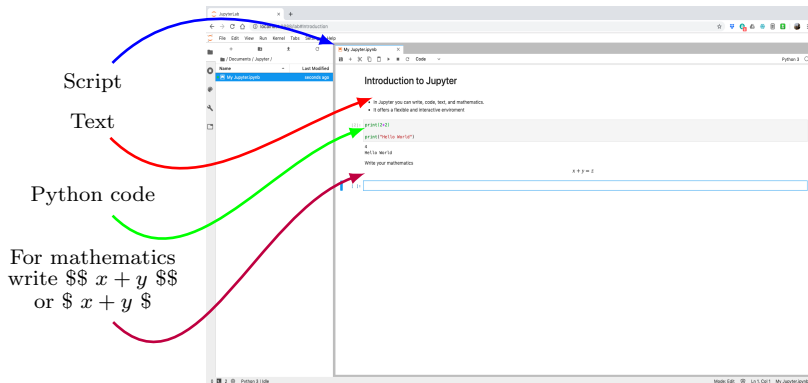 JupyterLab
File Edit View Run Kernel Tabs Help
/ Documents / Jupyter /
Name Last Modified
My Jupyter.ipynb seconds ago
My Jupyter.ipynb
Code
Python 3
Introduction to Jupyter
In Jupyter you can write, code, text, and mathematics.
It offers a flexible and interactive enviroment
print(2+2)
print("Hello World")
4
Hello World
Write your mathematics
x + y = z
[ ]:
Script
Text
Python code
For mathematics
write $$ x + y $$
or $ x + y $
Python 3 | Idle
Mode: Edit Ln 1, Col 1 My Jupyter.ipynb